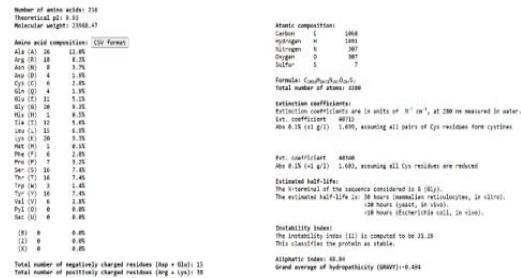 Number of amino acids: 218
Theoretical pI: 9.93
Molecular weight: 23988.47
Amino acid composition: CSV format
Ala (A) 26 12.0%
Arg (R) 18 8.2%
Asn (N) 8 3.7%
Asp (D) 4 1.9%
Cys (C) 6 2.8%
Gln (Q) 4 1.9%
Glu (E) 11 5.1%
Gly (G) 20 9.3%
His (H) 1 0.5%
Ile (I) 12 5.6%
Leu (L) 15 6.9%
Lys (K) 20 9.3%
Met (M) 1 0.5%
Phe (F) 6 2.8%
Pro (P) 7 3.2%
Ser (S) 16 7.4%
Thr (T) 16 7.4%
Trp (W) 3 1.4%
Tyr (Y) 16 7.4%
Val (V) 6 2.8%
Pyl (O) 0 0.0%
Sec (U) 0 0.0%
(B) 0 0.0%
(Z) 0 0.0%
(X) 0 0.0%
Total number of negatively charged residues (Asp + Glu): 15
Total number of positively charged residues (Arg + Lys): 38
Atomic composition:
Carbon C 1068
Hydrogen H
Nitrogen N 307
Oxygen O 307
Sulfur S 7
Formula:
Total number of atoms: 3380
Extinction coefficients:
Extinction coefficients are in units of M-1 cm-1, at 280 nm measured in water.
Ext. coefficient 40715
Abs 0.1% (=1 g/l) 1.699, assuming all pairs of Cys residues form cystines
Ext. coefficient 40340
Abs 0.1% (=1 g/l) 1.683, assuming all Cys residues are reduced
Estimated half-life:
The N-terminal of the sequence considered is G (Gly).
The estimated half-life is: 30 hours (mammalian reticulocytes, in vitro).
>20 hours (yeast, in vivo).
>10 hours (Escherichia coli, in vivo).
Instability index:
The instability index (II) is computed to be 31.28
This classifies the protein as stable.
Aliphatic index:
Grand average of hydropathicity (GRAVY): -0.494